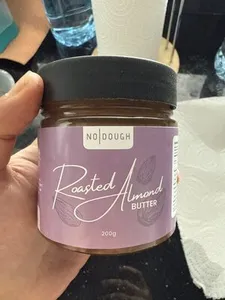 NO|DOUGH
Roasted Almond
BUTTER
200g